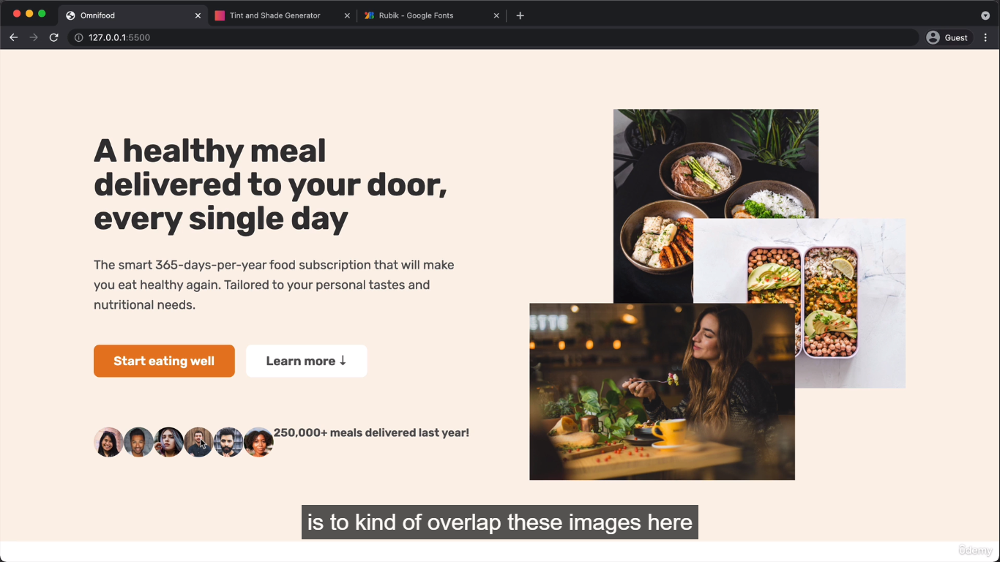 Omnifood
Tint and Shade Generator
Rubik - Google Fonts
127.0.0.1:5500
Guest
A healthy meal
delivered to your door,
every single day
The smart 365-days-per-year food subscription that will make
you eat healthy again. Tailored to your personal tastes and
nutritional needs.
Start eating well
Learn more ↓
250,000+ meals delivered last year!
ETTE
is to kind of overlap these images here
ûdemy